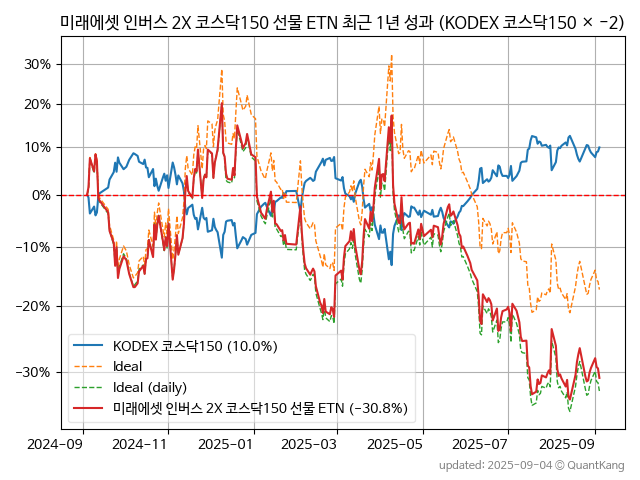 미래에셋 인버스 2X 코스닥150 선물 ETN 최근 1년 성과 (KODEX 코스닥150 × −2)
30%
20%
10%
0%
−10%
−20%
−30%
KODEX 코스닥150 (10.0%)
Ideal
Ideal (daily)
미래에셋 인버스 2X 코스닥150 선물 ETN (−30.8%)
2024-09
2024-11
2025-01
2025-03
2025-05
2025-07
2025-09
updated: 2025-09-04 © QuantKang